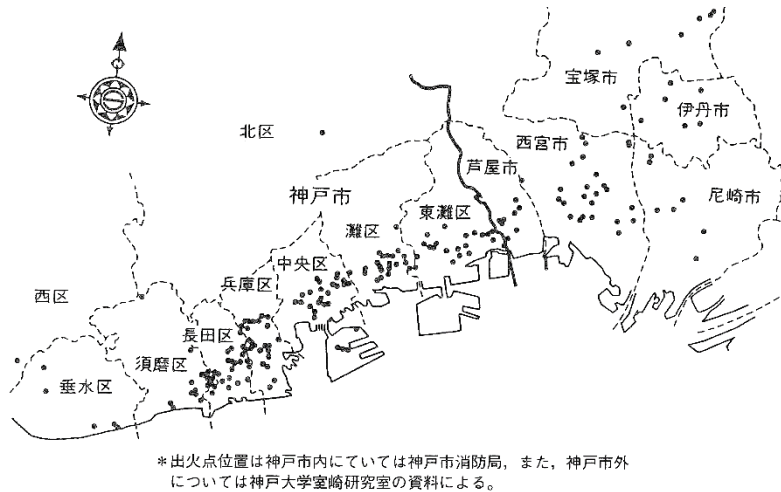 宝塚市
伊丹市
北区
西宮市
芦屋市
尼崎市
神戸市
東灘区
灘区
中央区
兵庫区
西区
長田区
須磨区
垂水区
*出火点位置は神戸市内にていては神戸市消防局，また，神戸市外
については神戸大学室崎研究室の資料による。